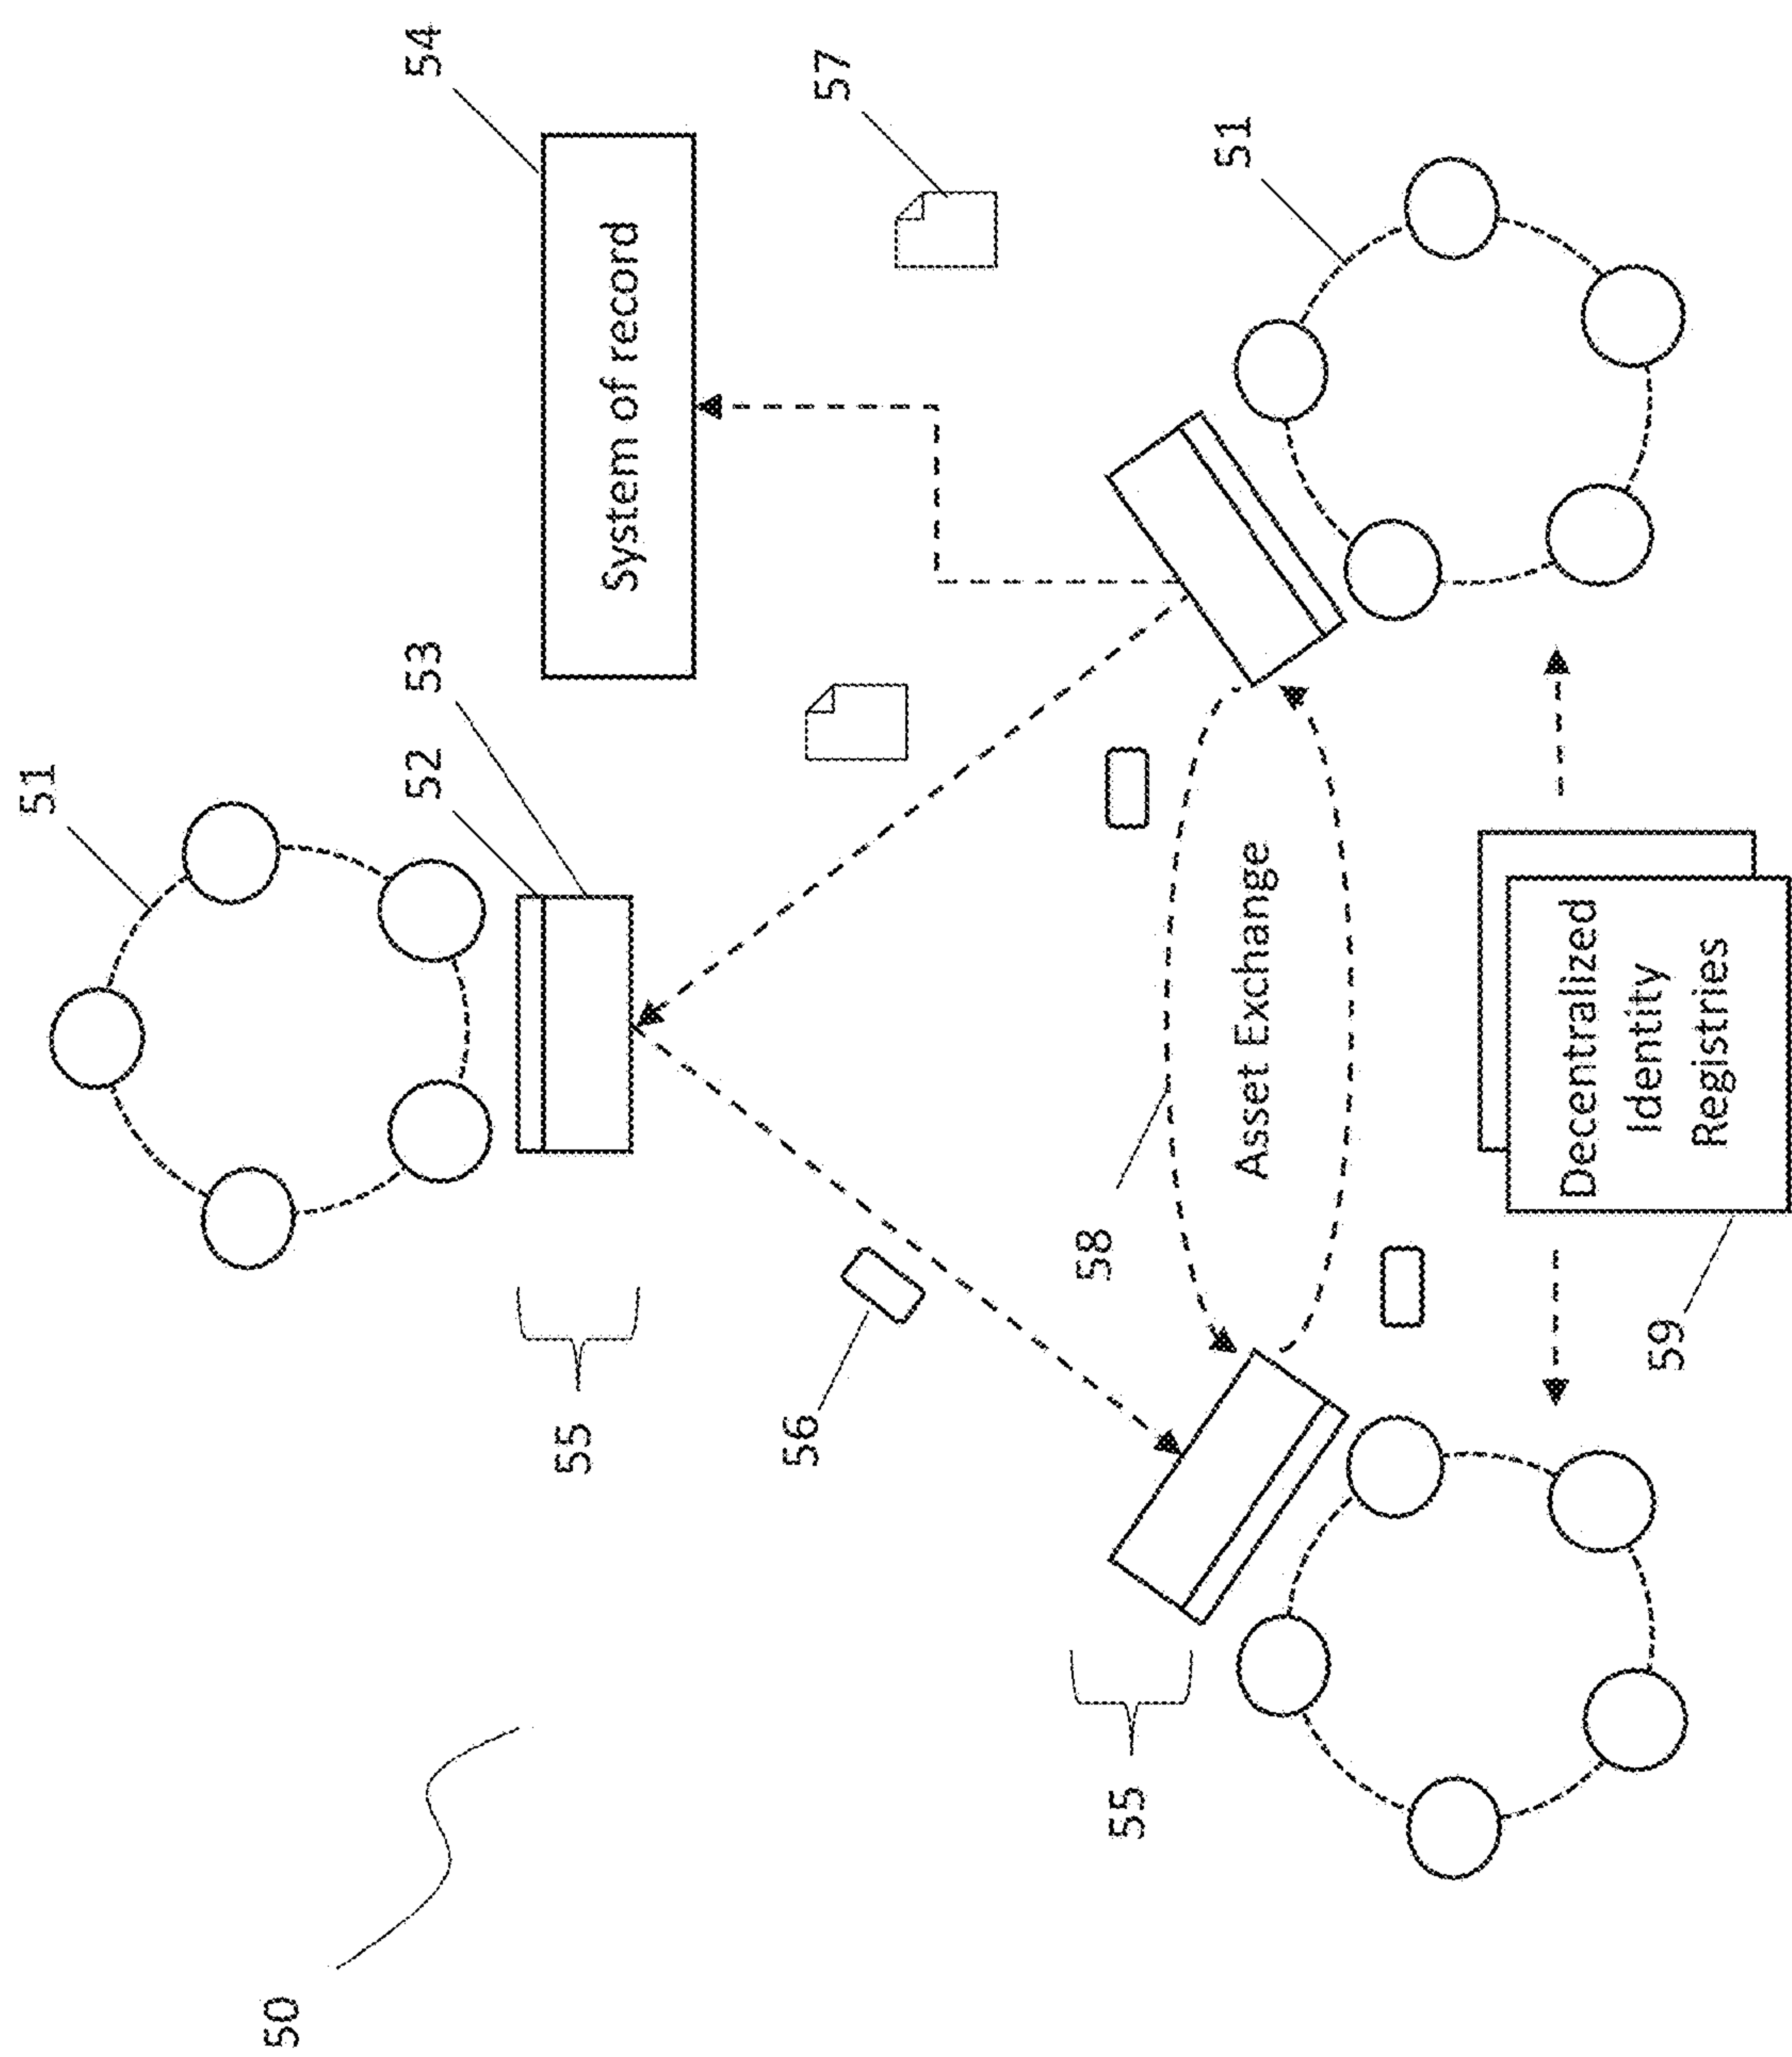 51
50
52
53
54
55
System of record
56
57
58
55
51
Asset Exchange
Decentralized
Identity
Registries
59